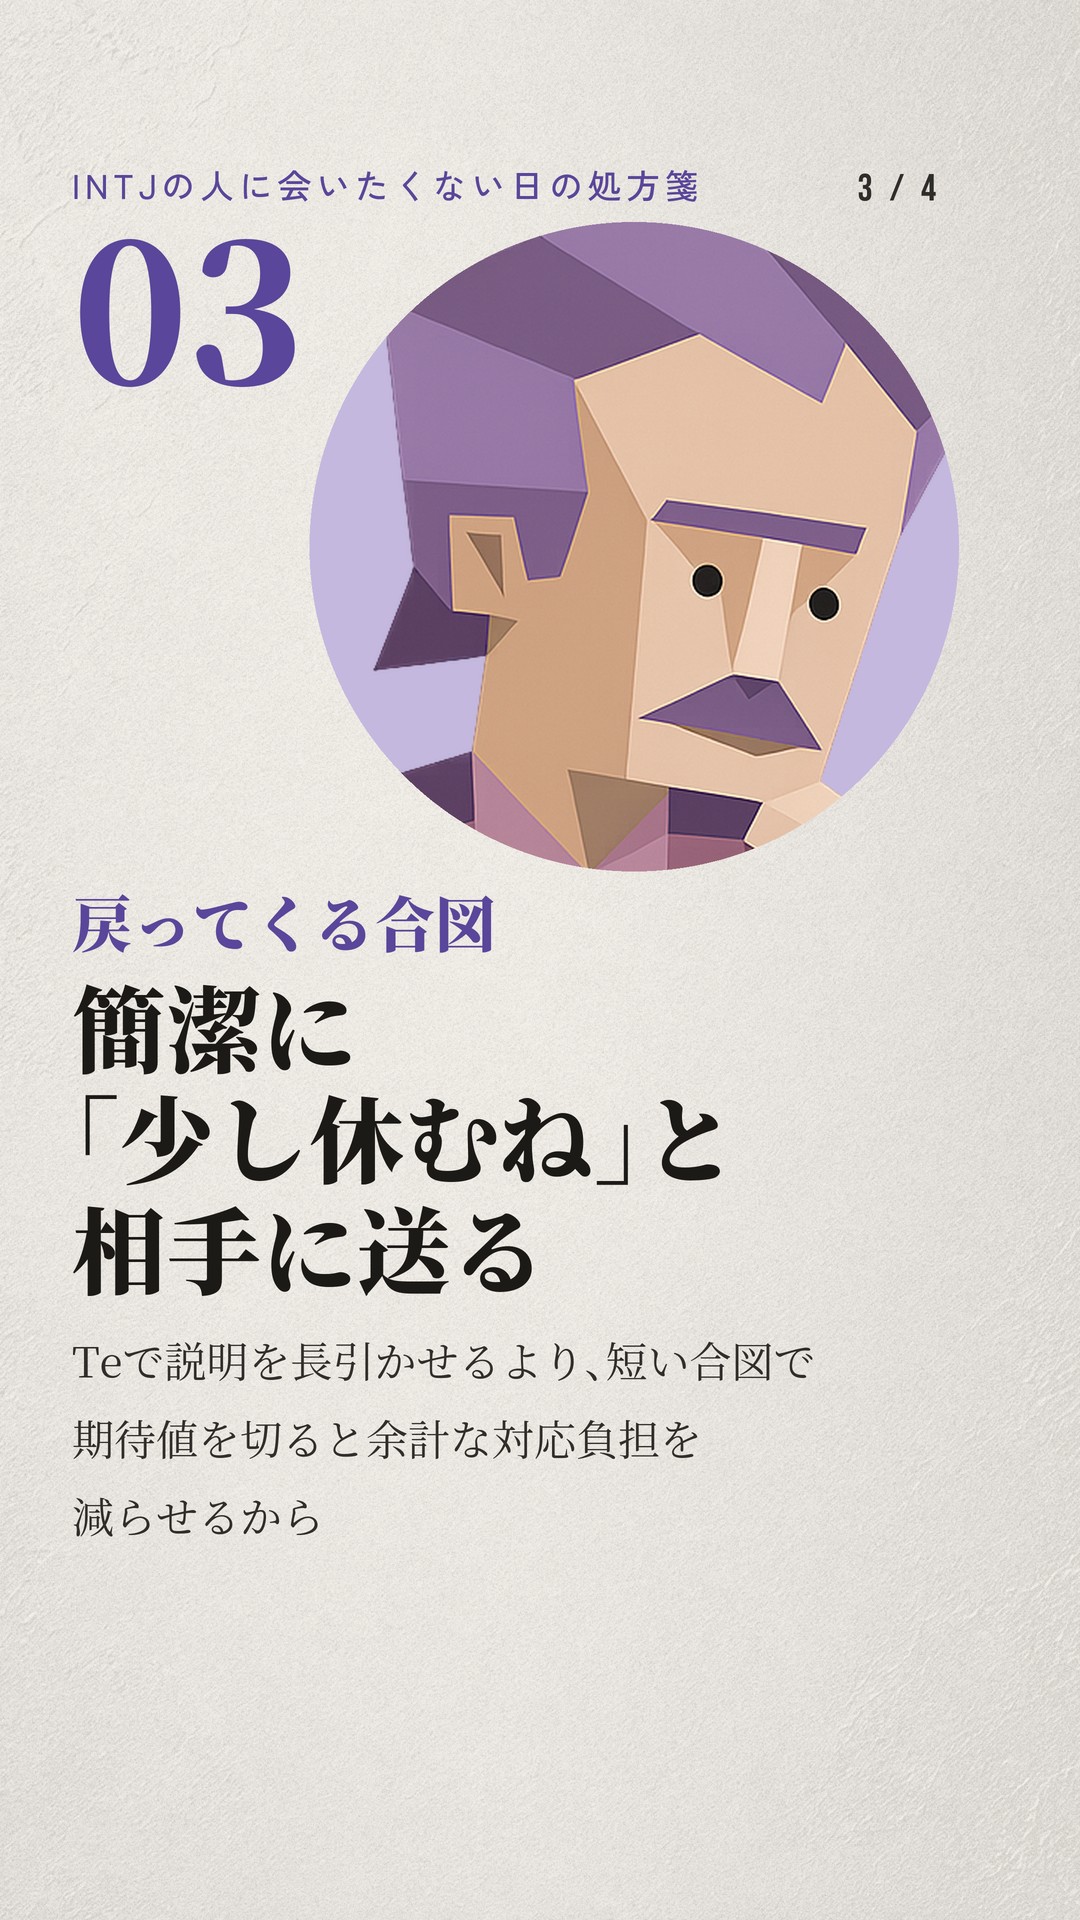 INTJの人に会いたくない日の処方箋
3 / 4
03
戻ってくる合図
簡潔に
「少し休むね」と
相手に送る
Teで説明を長引かせるより、短い合図で
期待値を切ると余計な対応負担を
減らせるから